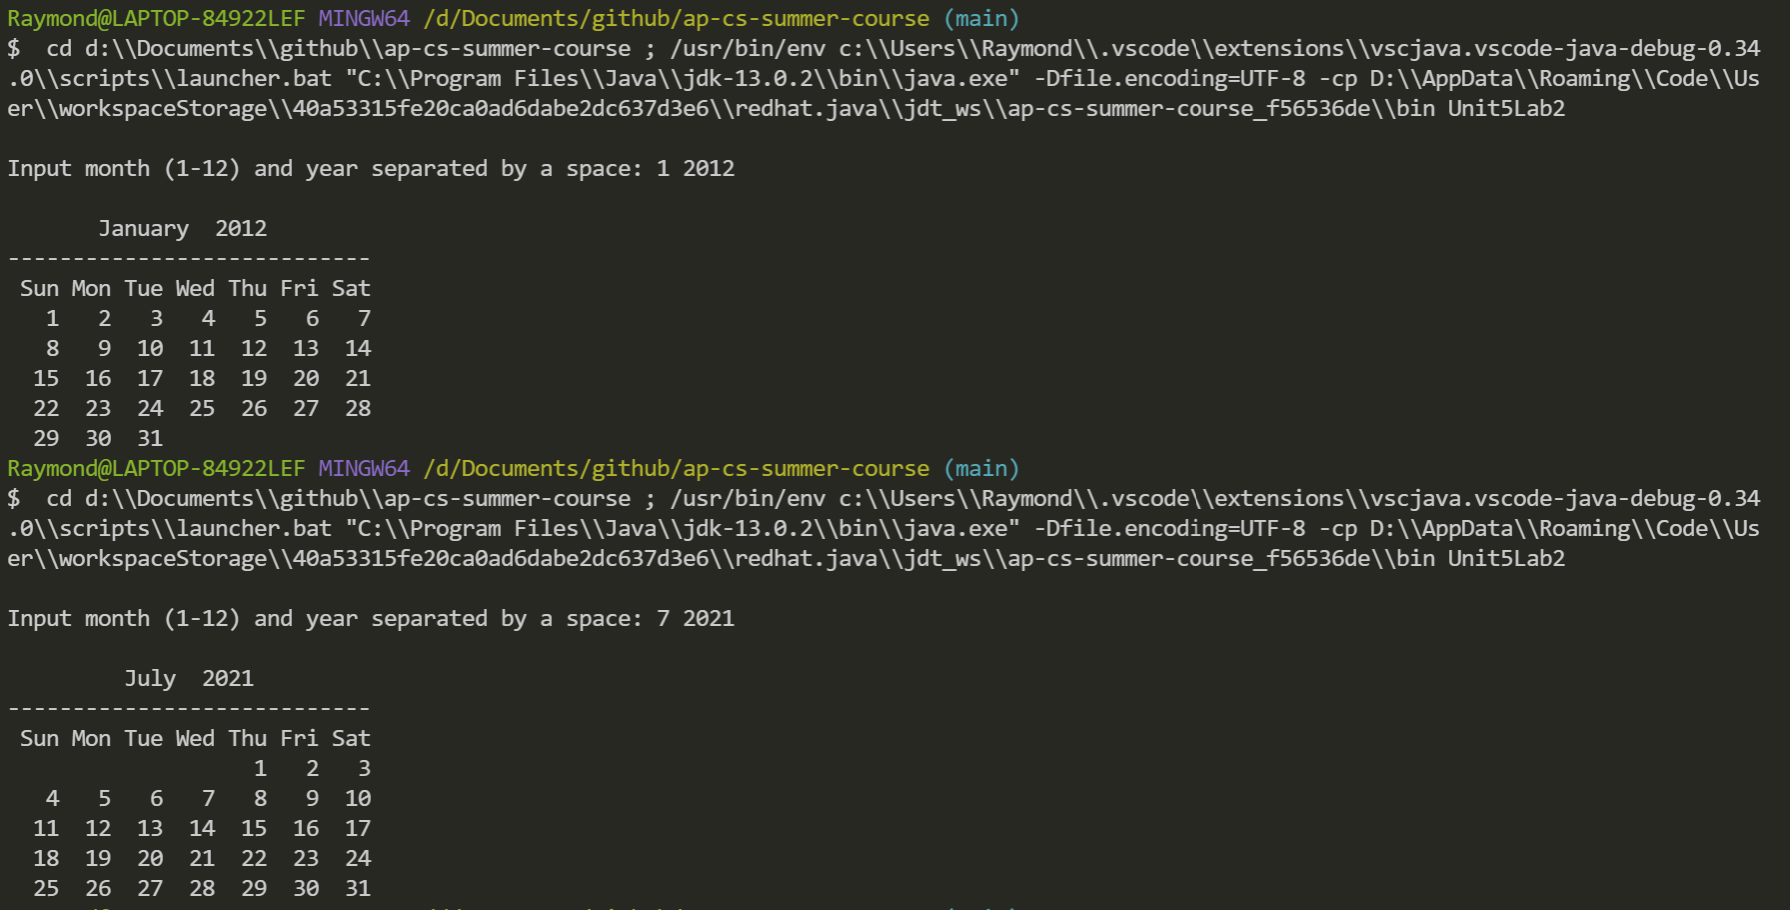 Raymond@LAPTOP-84922LEF MINGW64 /d/Documents/github/ap-cs-summer-course (main)
$  cd d:\\Documents\\github\\ap-cs-summer-course ; /usr/bin/env c:\\Users\\Raymond\\.vscode\\extensions\\vscjava.vscode-java-debug-0.34
.0\\scripts\\launcher.bat "C:\\Program Files\\Java\\jdk-13.0.2\\bin\\java.exe" -Dfile.encoding=UTF-8 -cp D:\\AppData\\Roaming\\Code\\Us
er\\workspaceStorage\\40a53315fe20ca0ad6dabe2dc637d3e6\\redhat.java\\jdt_ws\\ap-cs-summer-course_f56536de\\bin Unit5Lab2
Input month (1-12) and year separated by a space: 1 2012
       January  2012
----------------------------
 Sun Mon Tue Wed Thu Fri Sat
   1   2   3   4   5   6   7
   8   9  10  11  12  13  14
  15  16  17  18  19  20  21
  22  23  24  25  26  27  28
  29  30  31
Raymond@LAPTOP-84922LEF MINGW64 /d/Documents/github/ap-cs-summer-course (main)
$  cd d:\\Documents\\github\\ap-cs-summer-course ; /usr/bin/env c:\\Users\\Raymond\\.vscode\\extensions\\vscjava.vscode-java-debug-0.34
.0\\scripts\\launcher.bat "C:\\Program Files\\Java\\jdk-13.0.2\\bin\\java.exe" -Dfile.encoding=UTF-8 -cp D:\\AppData\\Roaming\\Code\\Us
er\\workspaceStorage\\40a53315fe20ca0ad6dabe2dc637d3e6\\redhat.java\\jdt_ws\\ap-cs-summer-course_f56536de\\bin Unit5Lab2
Input month (1-12) and year separated by a space: 7 2021
         July  2021
----------------------------
 Sun Mon Tue Wed Thu Fri Sat
                   1   2   3
   4   5   6   7   8   9  10
  11  12  13  14  15  16  17
  18  19  20  21  22  23  24
  25  26  27  28  29  30  31